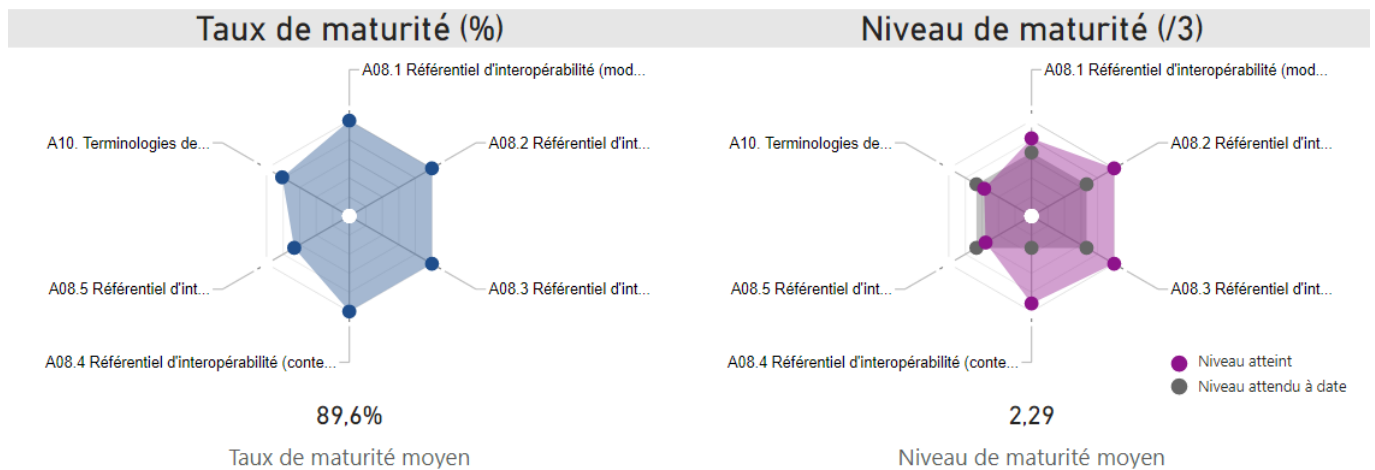 Taux de maturité (%)
A08.1 Référentiel d'interopérabilité (mod...
A10. Terminologies de...
A08.2 Référentiel d'int...
A08.5 Référentiel d'int...
A08.3 Référentiel d'int...
A08.4 Référentiel d'interopérabilité (conte...
89,6%
Taux de maturité moyen
Niveau de maturité (/3)
A08.1 Référentiel d'interopérabilité (mod...
A10. Terminologies de...
A08.2 Référentiel d'int...
A08.5 Référentiel d'int...
A08.3 Référentiel d'int...
A08.4 Référentiel d'interopérabilité (conte...
Niveau atteint
Niveau attendu à date
2,29
Niveau de maturité moyen